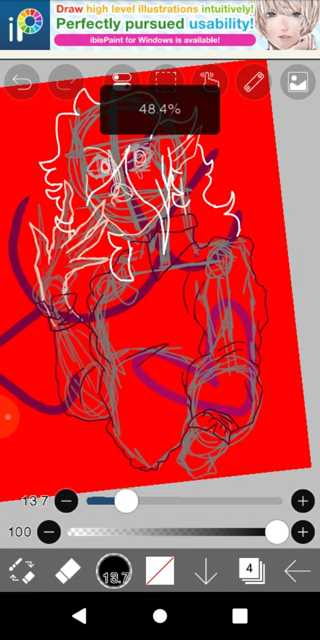 Draw high level illustrations intuitively!
Perfectly pursued usability!
ibisPaint for Windows is available!
48.4%
13.7
100
13.7
4